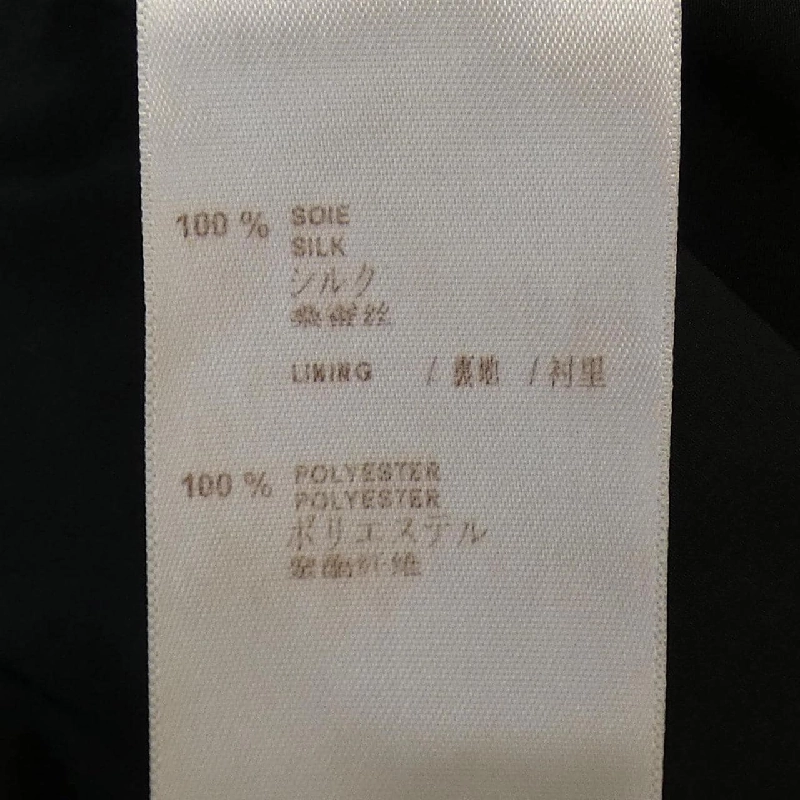 100 % SOIE
SILK
シルク
桑蚕丝
LINING / 裏地 / 衬里
100 % POLYESTER
POLYESTER
ポリエステル
聚酯纤维